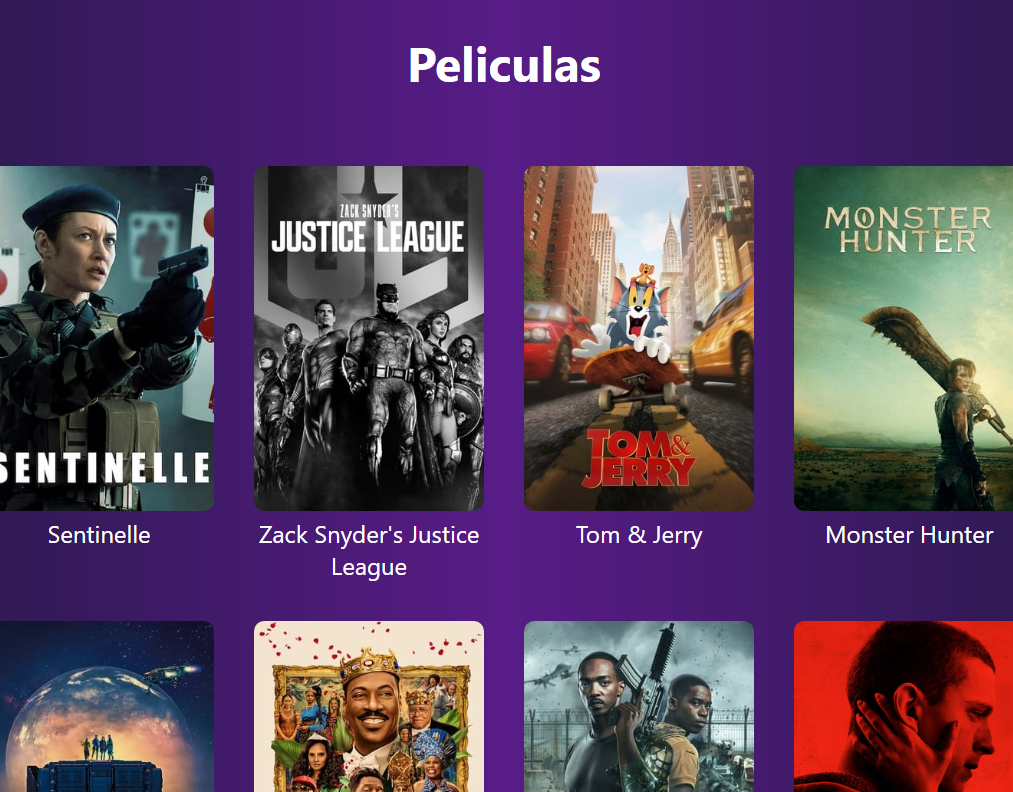 Peliculas
SENTINELLE
ZACK SNYDER'S
JUSTICE LEAGUE
TOM &
JERRY
MONSTER
HUNTER
Sentinelle
Zack Snyder's Justice
League
Tom & Jerry
Monster Hunter